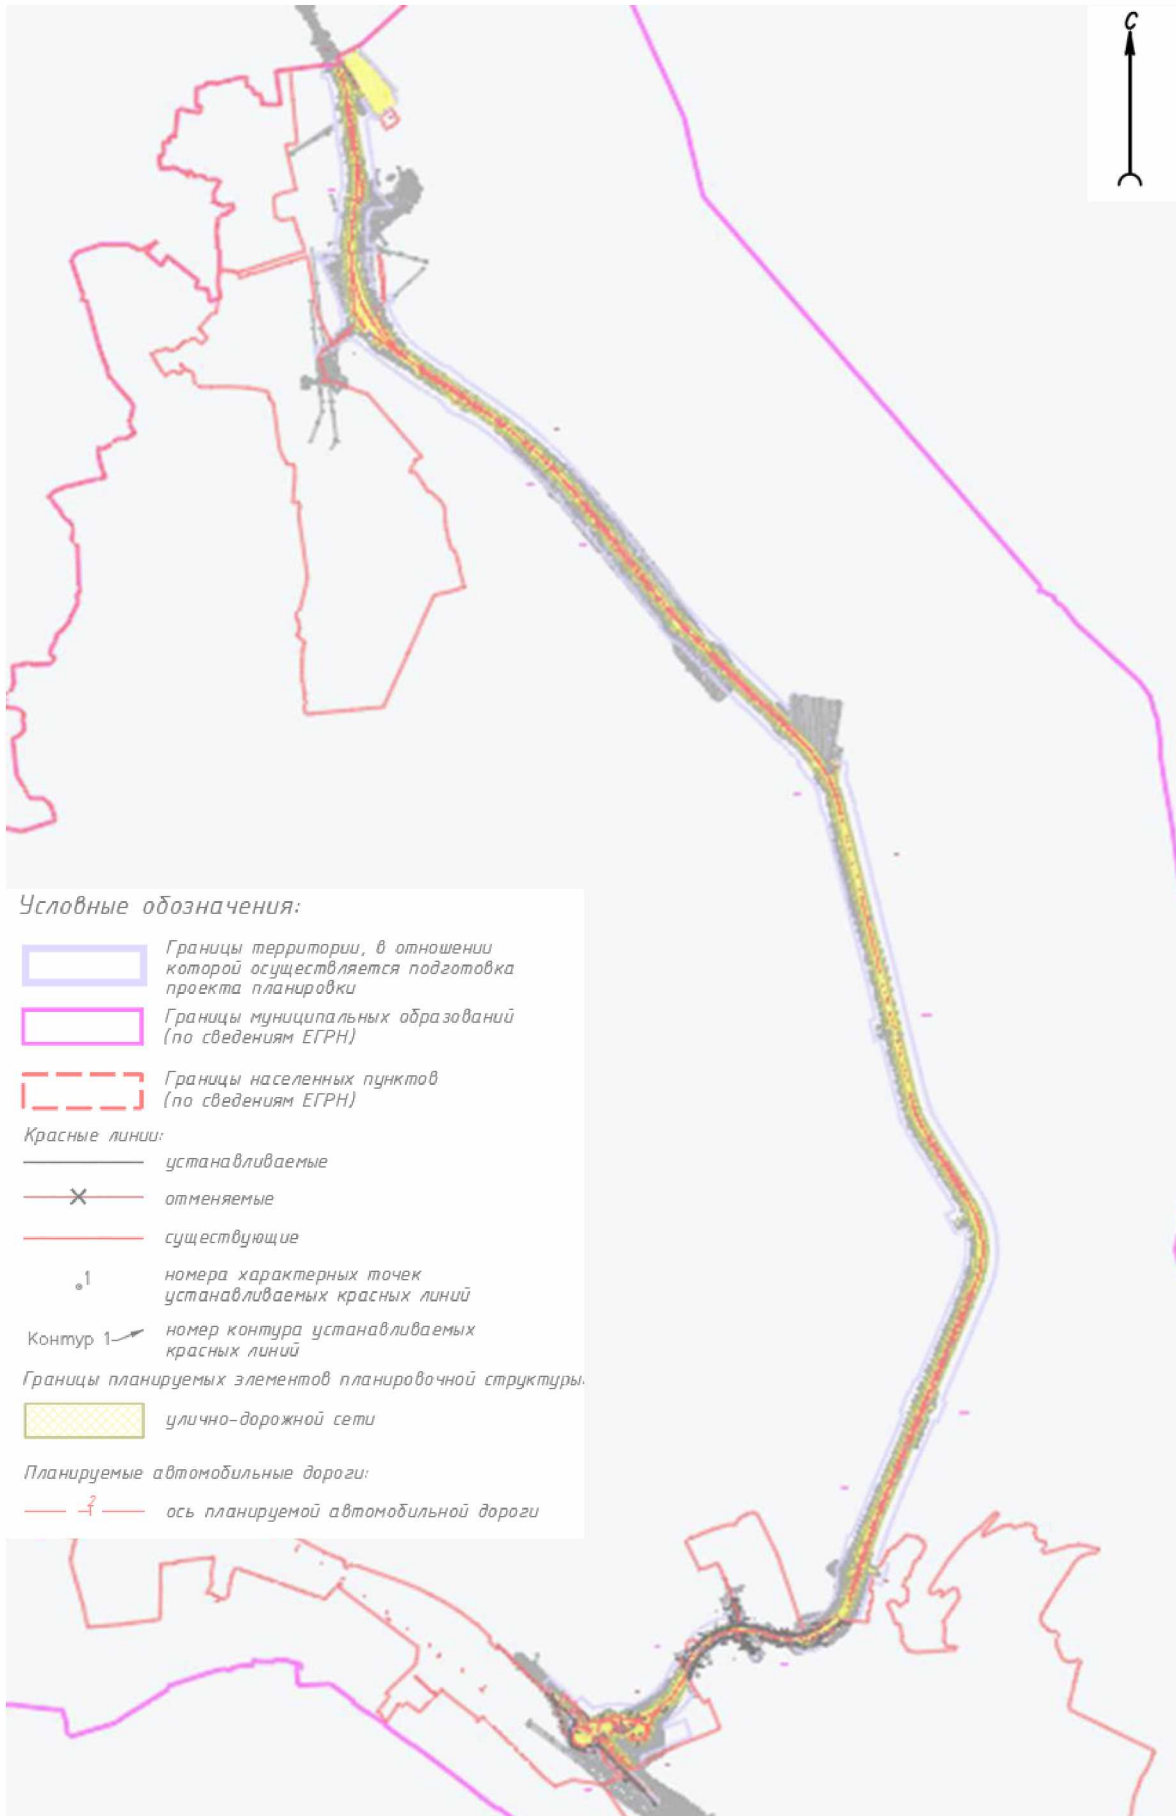 С
Условные обозначения:
Границы территории, в отношении
которой осуществляется подготовка
проекта планировки
Границы муниципальных образований
(по сведениям ЕГРН)
Границы населенных пунктов
(по сведениям ЕГРН)
Красные линии:
устанавливаемые
отменяемые
существующие
1
номера характерных точек
устанавливаемых красных линий
Контур 1
номер контура устанавливаемых
красных линий
Границы планируемых элементов планировочной структуры:
улично-дорожной сети
Планируемые автомобильные дороги:
2
ось планируемой автомобильной дороги